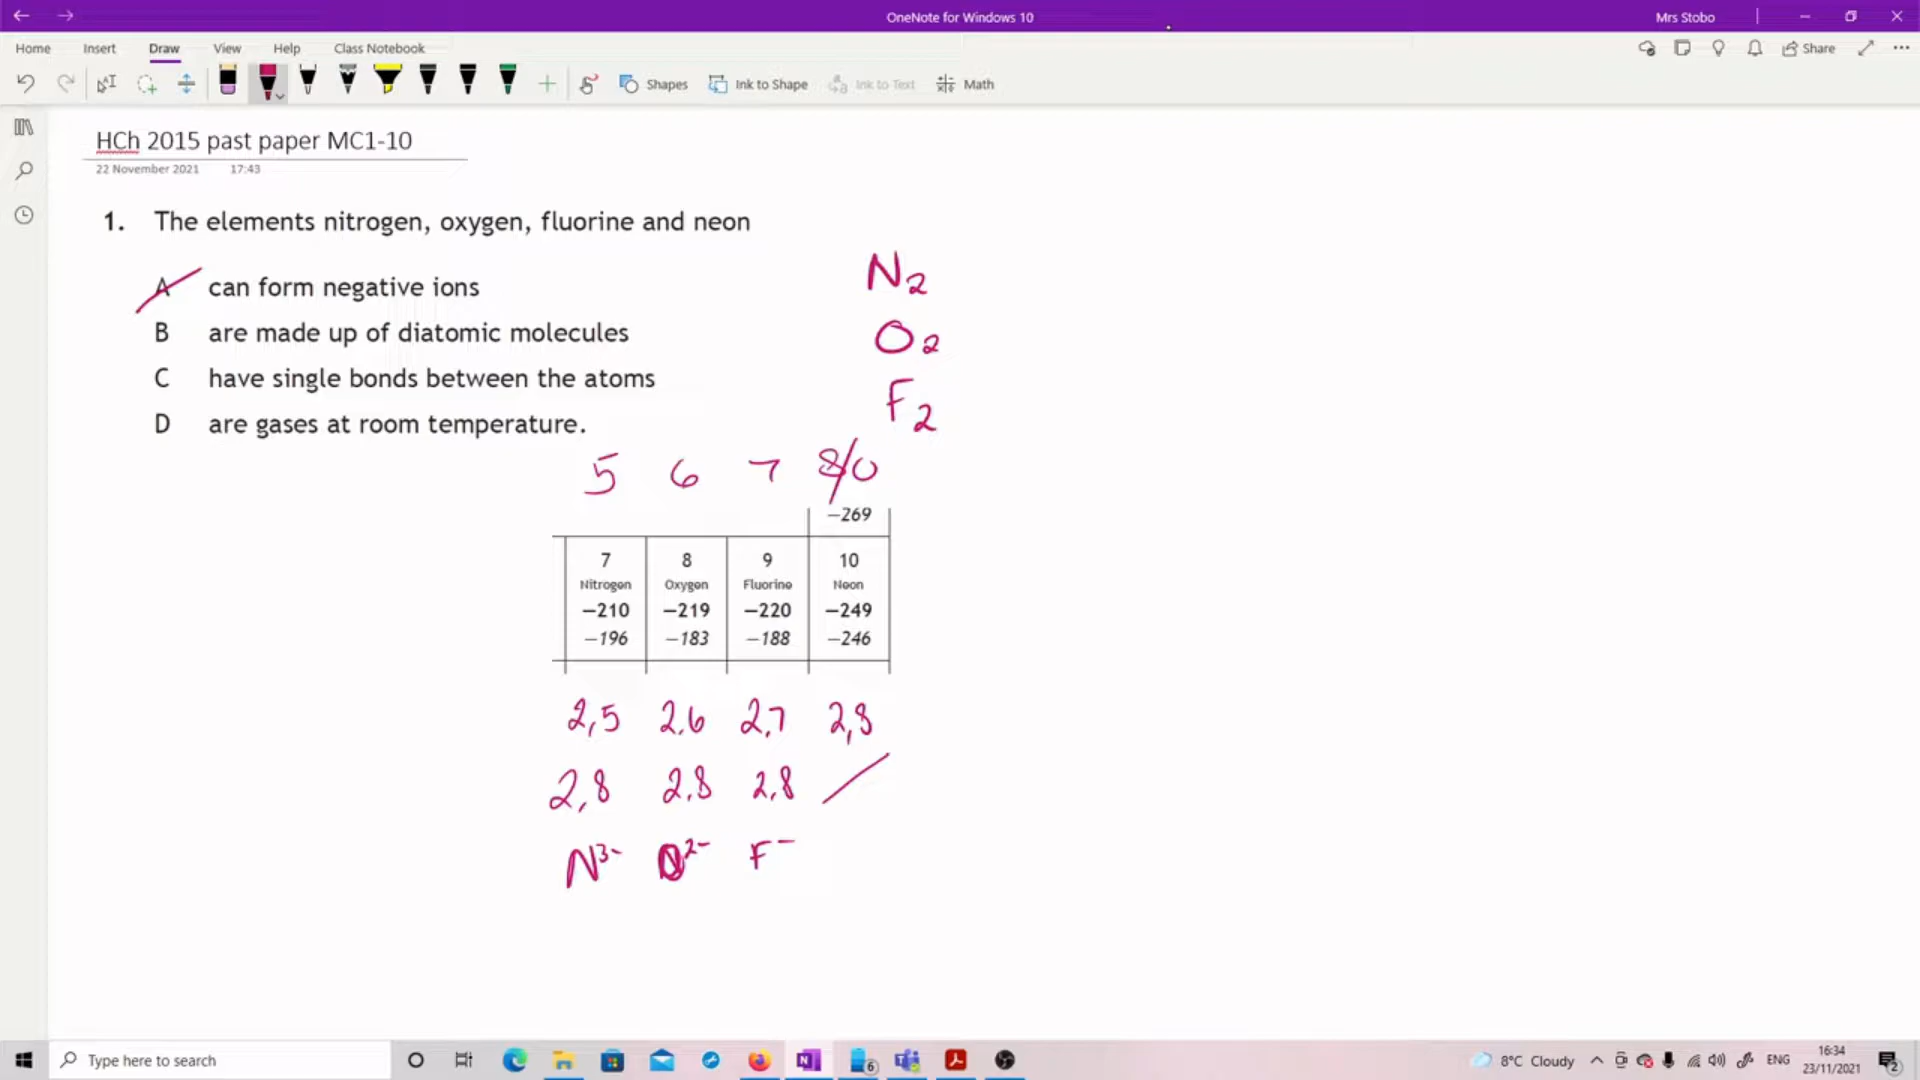 OneNote for Windows 10
Mrs Stobo
Home Insert Draw View Help Class Notebook
Share
Shapes Ink to Shape Ink to Text Math
HCh 2015 past paper MC1-10
22 November 2021 17:43
1. The elements nitrogen, oxygen, fluorine and neon
A can form negative ions
B are made up of diatomic molecules
C have single bonds between the atoms
D are gases at room temperature.
N₂
O₂
F₂
5 6 7 8/0
–269
7 8 9 10
Nitrogen Oxygen Fluorine Neon
–210 –219 –220 –249
–196 –183 –188 –246
2,5 2,6 2,7 2,8
2,8 2,8 2,8
N³⁻ O²⁻ F⁻
Type here to search
6
8°C Cloudy
ENG
16:34
23/11/2021
2